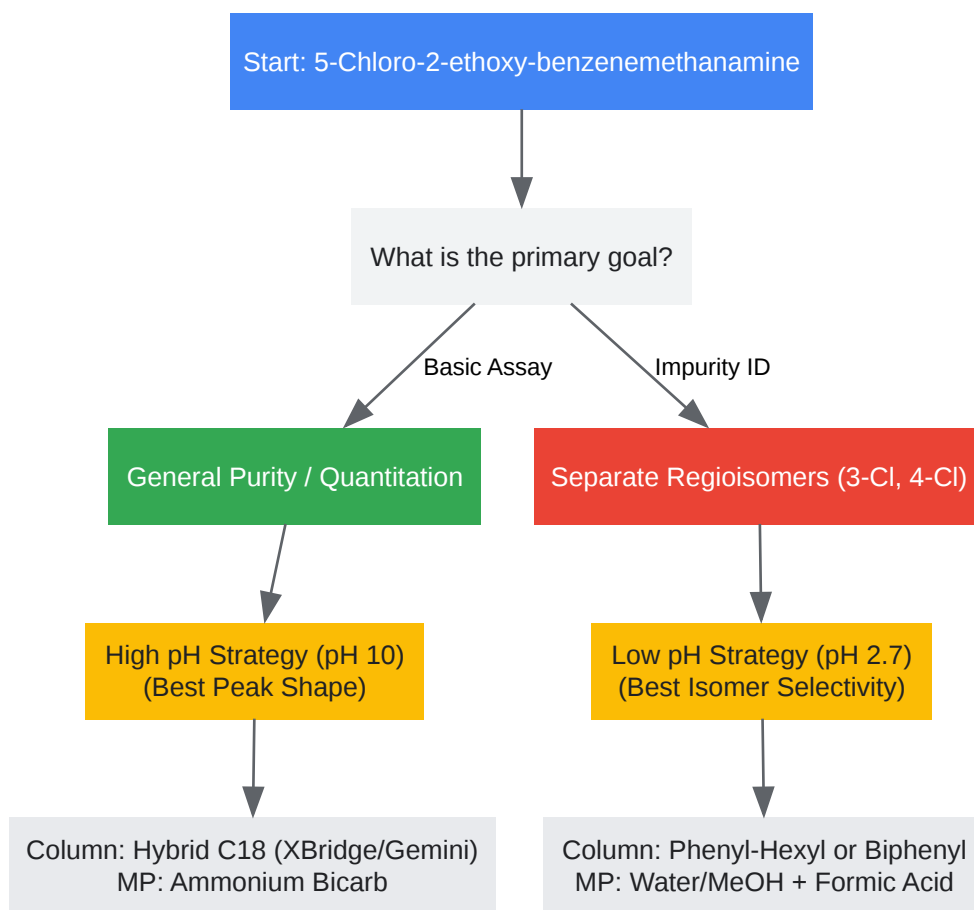 Start: 5-Chloro-2-ethoxy-benzenemethanamine
What is the primary goal?
Basic Assay
Impurity ID
General Purity / Quantitation
Separate Regioisomers (3-Cl, 4-Cl)
High pH Strategy (pH 10)
(Best Peak Shape)
Low pH Strategy (pH 2.7)
(Best Isomer Selectivity)
Column: Hybrid C18 (XBridge/Gemini)
MP: Ammonium Bicarb
Column: Phenyl-Hexyl or Biphenyl
MP: Water/MeOH + Formic Acid